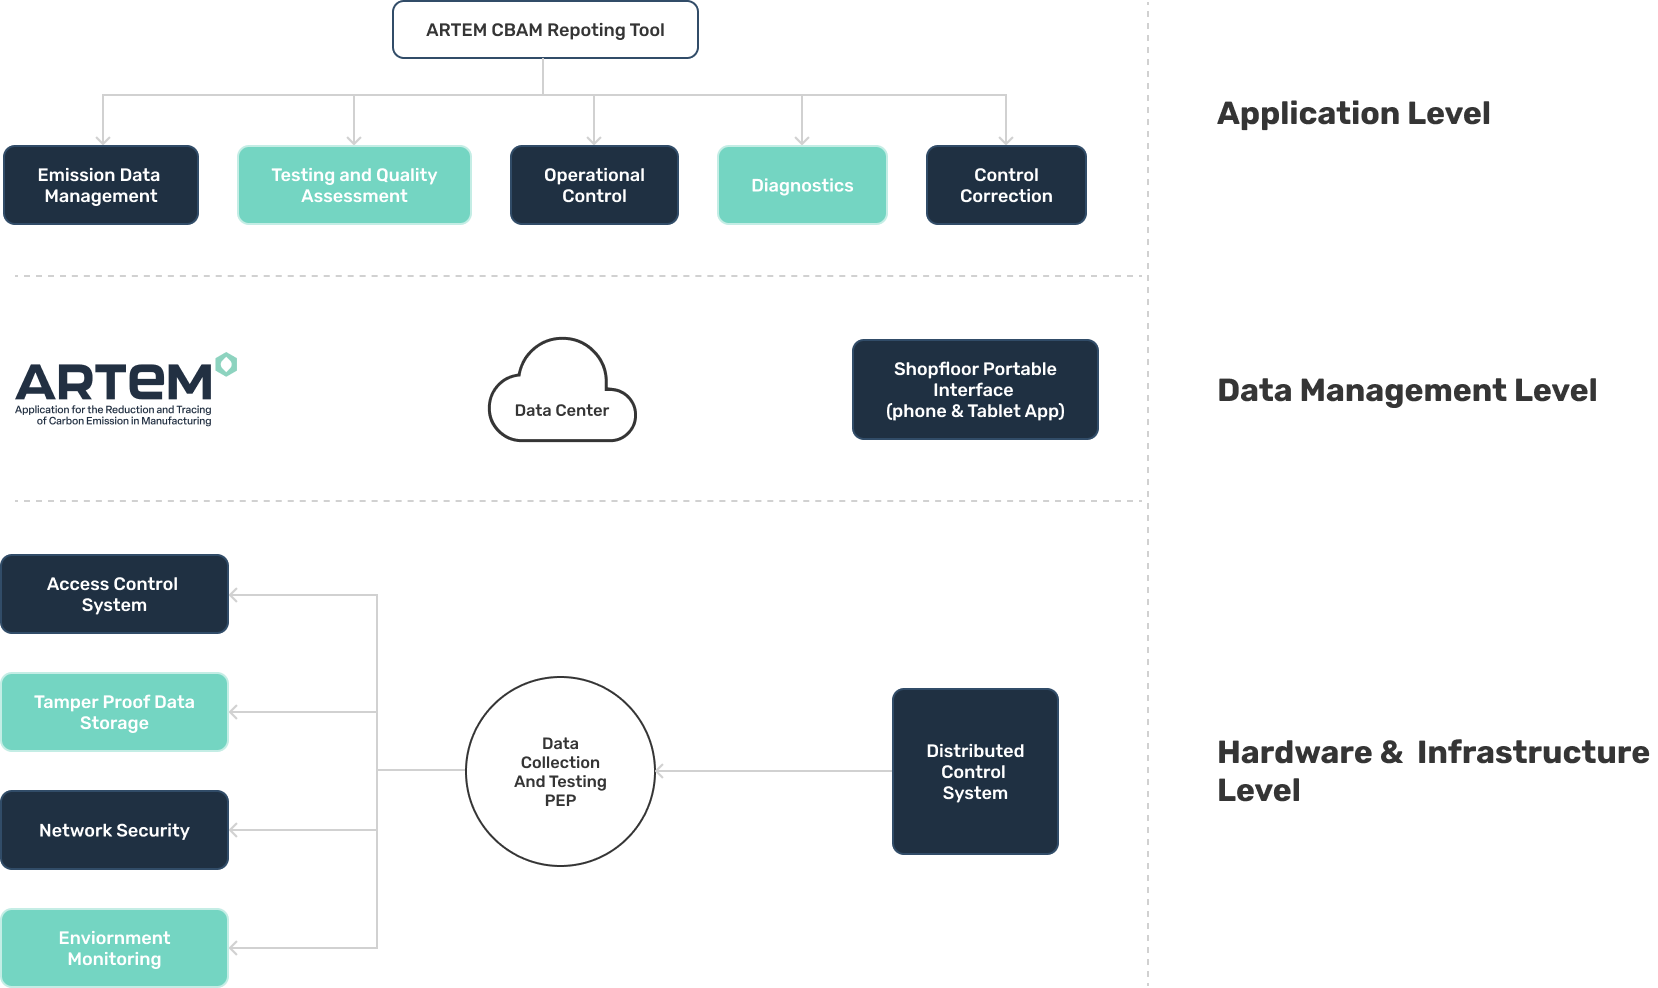 ARTEM CBAM Repoting Tool
Application Level
Emission Data
Management
Testing and Quality
Assessment
Operational
Control
Diagnostics
Control
Correction
ARTEM
Application for the Reduction and Tracing
of Carbon Emission in Manufacturing
Data Center
Shopfloor Portable
Interface
(phone & Tablet App)
Data Management Level
Access Control
System
Tamper Proof Data
Storage
Network Security
Enviornment
Monitoring
Data
Collection
And Testing
PEP
Distributed
Control
System
Hardware & Infrastructure
Level